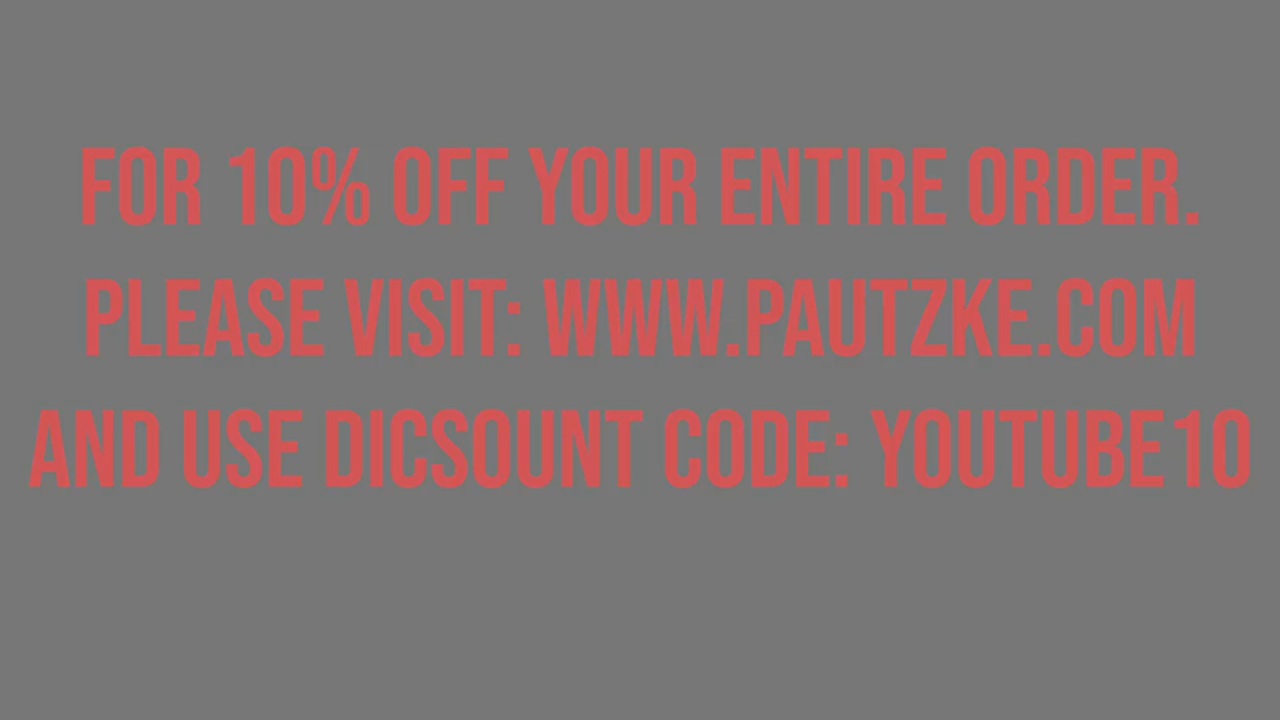 FOR 10% OFF YOUR ENTIRE ORDER.
PLEASE VISIT: WWW.PAUTZKE.COM
AND USE DICSOUNT CODE: YOUTUBE10